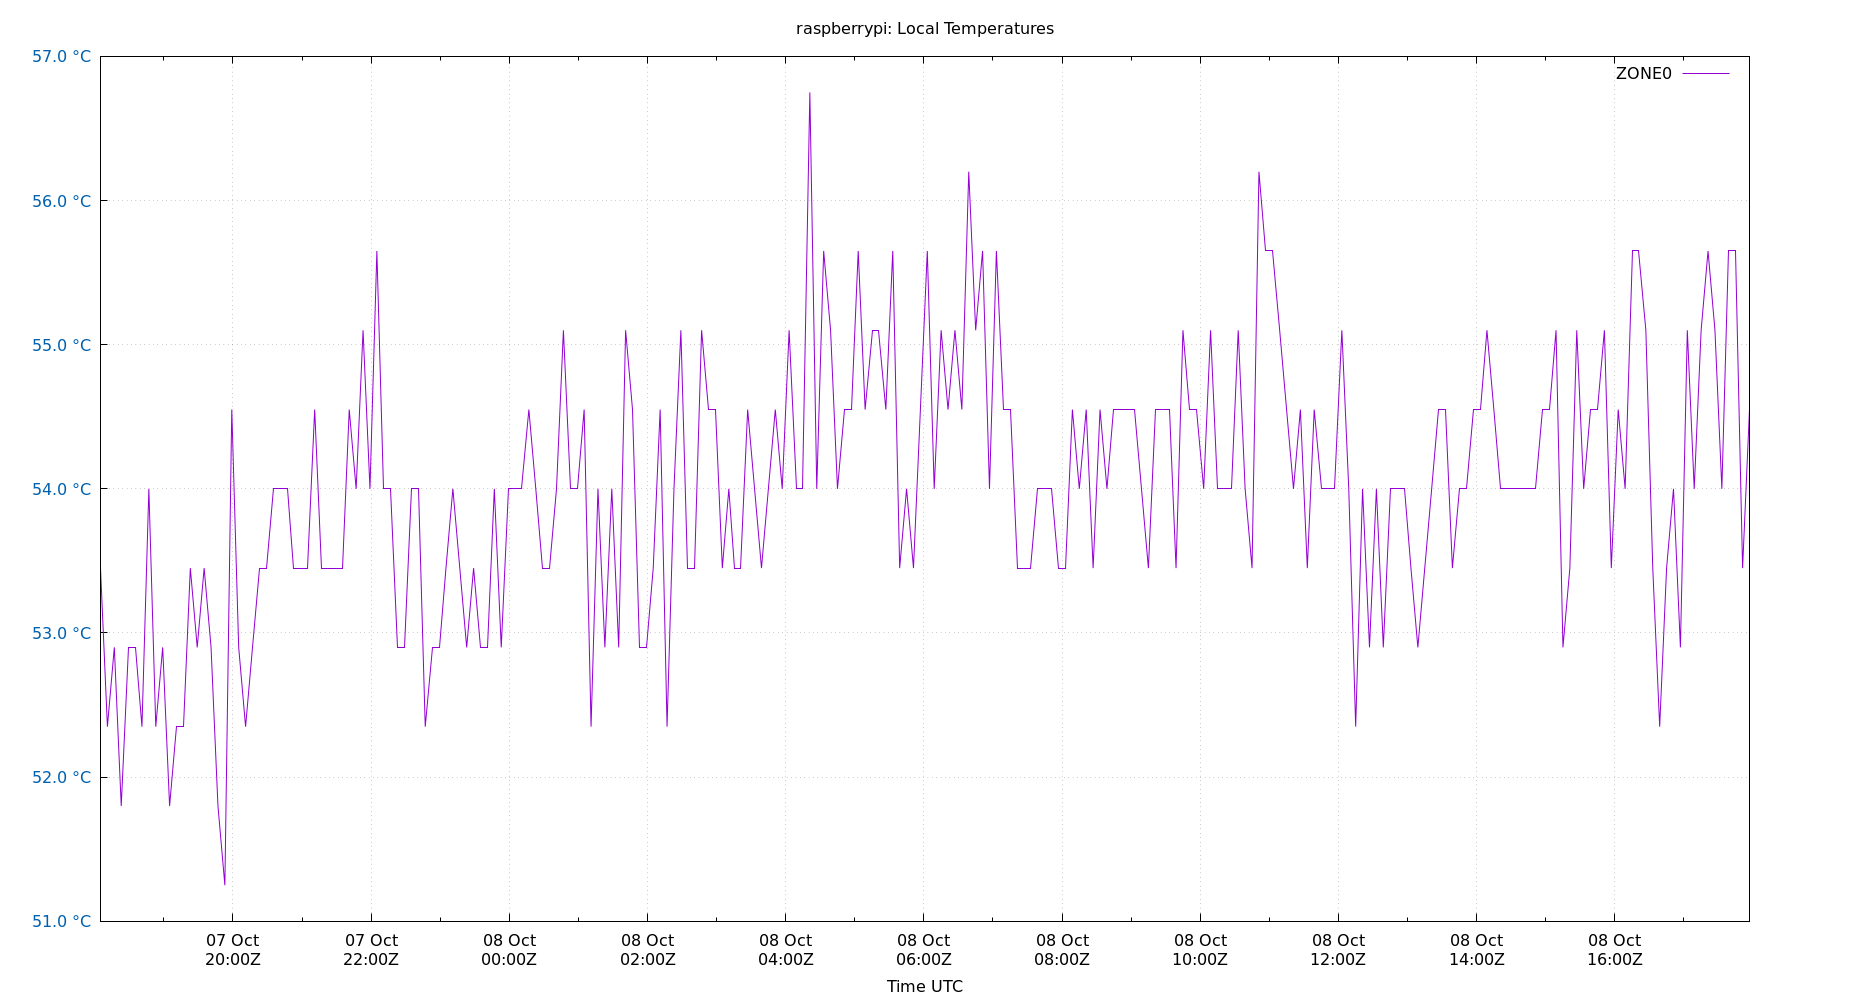 raspberrypi: Local Temperatures
57.0 °C
ZONE0
56.0 °C
55.0 °C
54.0 °C
53.0 °C
52.0 °C
51.0 °C
07 Oct 07 Oct 08 Oct 08 Oct 08 Oct 08 Oct 08 Oct 08 Oct 08 Oct 08 Oct 08 Oct
20:00Z 22:00Z 00:00Z 02:00Z 04:00Z 06:00Z 08:00Z 10:00Z 12:00Z 14:00Z 16:00Z
Time UTC